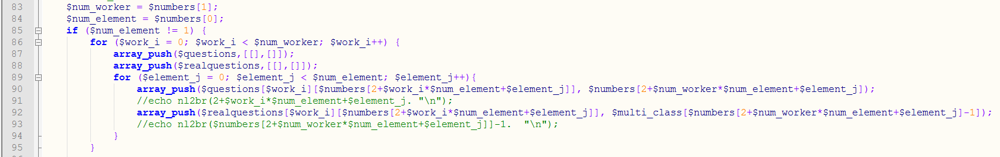 83 $num_worker = $numbers[1];
84 $num_element = $numbers[0];
85 if ($num_element != 1) {
86 for ($work_i = 0; $work_i < $num_worker; $work_i++) {
87 array_push($questions,[[],[]]);
88 array_push($realquestions,[[],[]]);
89 for ($element_j = 0; $element_j < $num_element; $element_j++){
90 array_push($questions[$work_i][$numbers[2+$work_i*$num_element+$element_j]], $numbers[2+$num_worker*$num_element+$element_j]);
91 //echo nl2br(2+$work_i*$num_element+$element_j. "\n");
92 array_push($realquestions[$work_i][$numbers[2+$work_i*$num_element+$element_j]], $multi_class[$numbers[2+$num_worker*$num_element+$element_j]-1]);
93 //echo nl2br($numbers[2+$num_worker*$num_element+$element_j]]-1.  "\n");
94 }
95 }